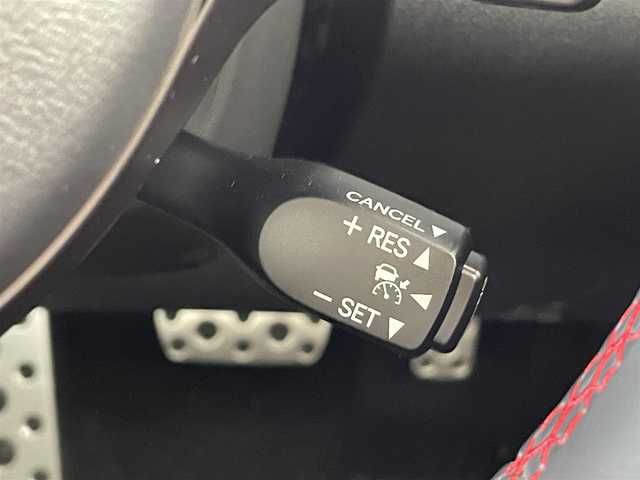 CANCEL ▼
+ RES ▲
◀
− SET ▼